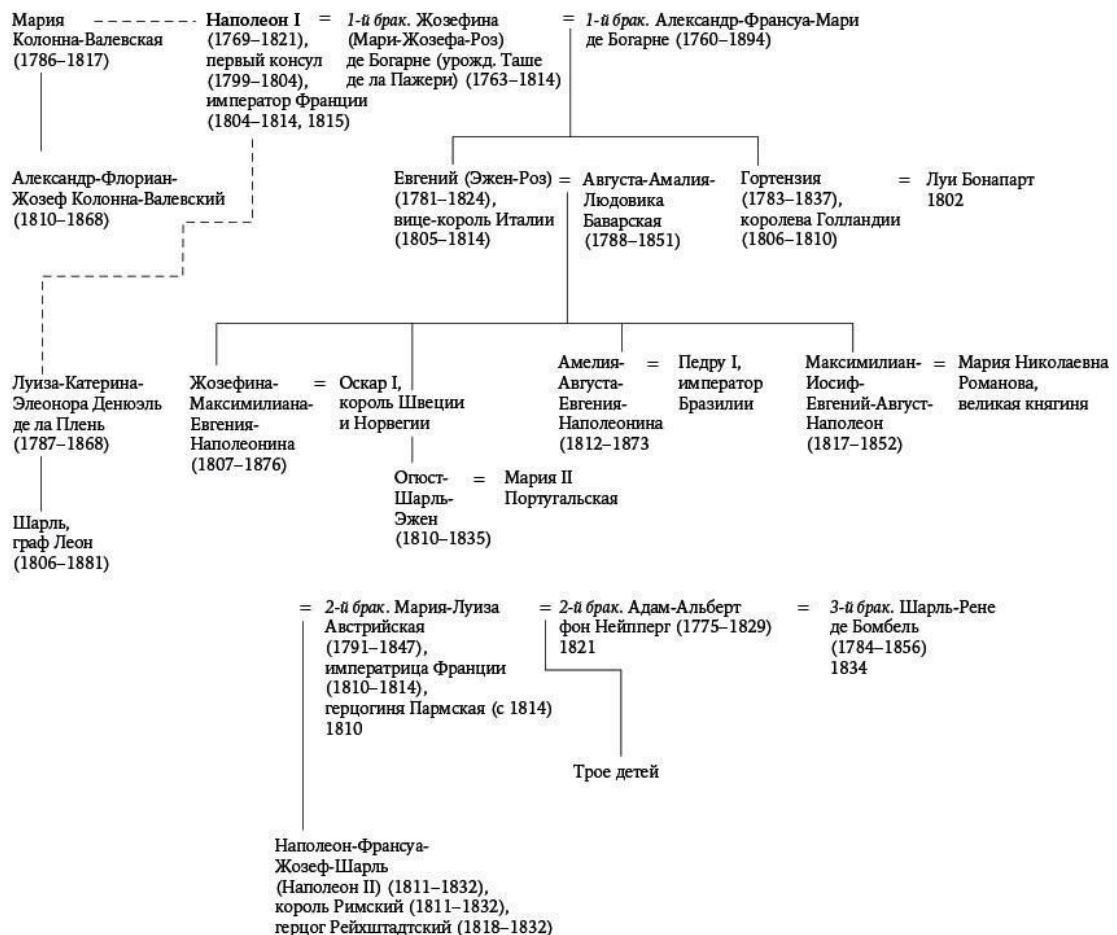 Мария
Колонна-Валевская
(1786–1817)
Наполеон I
(1769–1821),
первый консул
(1799–1804),
император Франции
(1804–1814, 1815)
=
1-й брак. Жозефина
(Мари-Жозефа-Роз)
де Богарне (урожд. Таше
де ла Пажери) (1763–1814)
=
1-й брак. Александр-Франсуа-Мари
де Богарне (1760–1894)
Александр-Флориан-
Жозеф Колонна-Валевский
(1810–1868)
Евгений (Эжен-Роз)
(1781–1824),
вице-король Италии
(1805–1814)
=
Августа-Амалия-
Людовика
Баварская
(1788–1851)
Гортензия
(1783–1837),
королева Голландии
(1806–1810)
=
Луи Бонапарт
1802
Луиза-Катерина-
Элеонора Денюэль
де ла Плень
(1787–1868)
Жозефина-
Максимилиана-
Евгения-
Наполеонина
(1807–1876)
=
Оскар I,
король Швеции
и Норвегии
Амелия-
Августа-
Евгения-
Наполеонина
(1812–1873
=
Педру I,
император
Бразилии
Максимилиан-
Иосиф-
Евгений-Август-
Наполеон
(1817–1852)
=
Мария Николаевна
Романова,
великая княгиня
Огюст-
Шарль-
Эжен
(1810–1835)
=
Мария II
Португальская
Шарль,
граф Леон
(1806–1881)
=
2-й брак. Мария-Луиза
Австрийская
(1791–1847),
императрица Франции
(1810–1814),
герцогиня Пармская (с 1814)
1810
=
2-й брак. Адам-Альберт
фон Нейпперг (1775–1829)
1821
=
3-й брак. Шарль-Рене
де Бомбель
(1784–1856)
1834
Трое детей
Наполеон-Франсуа-
Жозеф-Шарль
(Наполеон II) (1811–1832),
король Римский (1811–1832),
герцог Рейхштадтский (1818–1832)